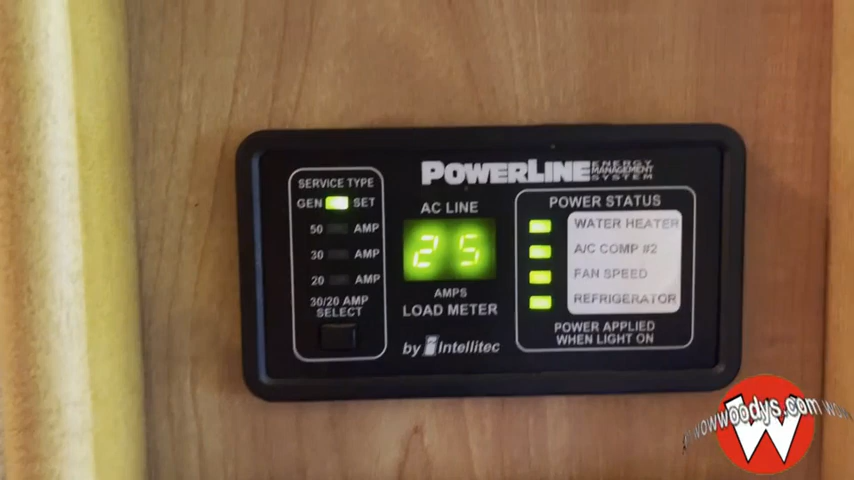 POWERLINE ENERGY MANAGEMENT SYSTEM
SERVICE TYPE
GEN SET
50 AMP
30 AMP
20 AMP
30/20 AMP
SELECT
AC LINE
25
AMPS
LOAD METER
by Intellitec
POWER STATUS
WATER HEATER
A/C COMP #2
FAN SPEED
REFRIGERATOR
POWER APPLIED
WHEN LIGHT ON
wowwoodys.com
W